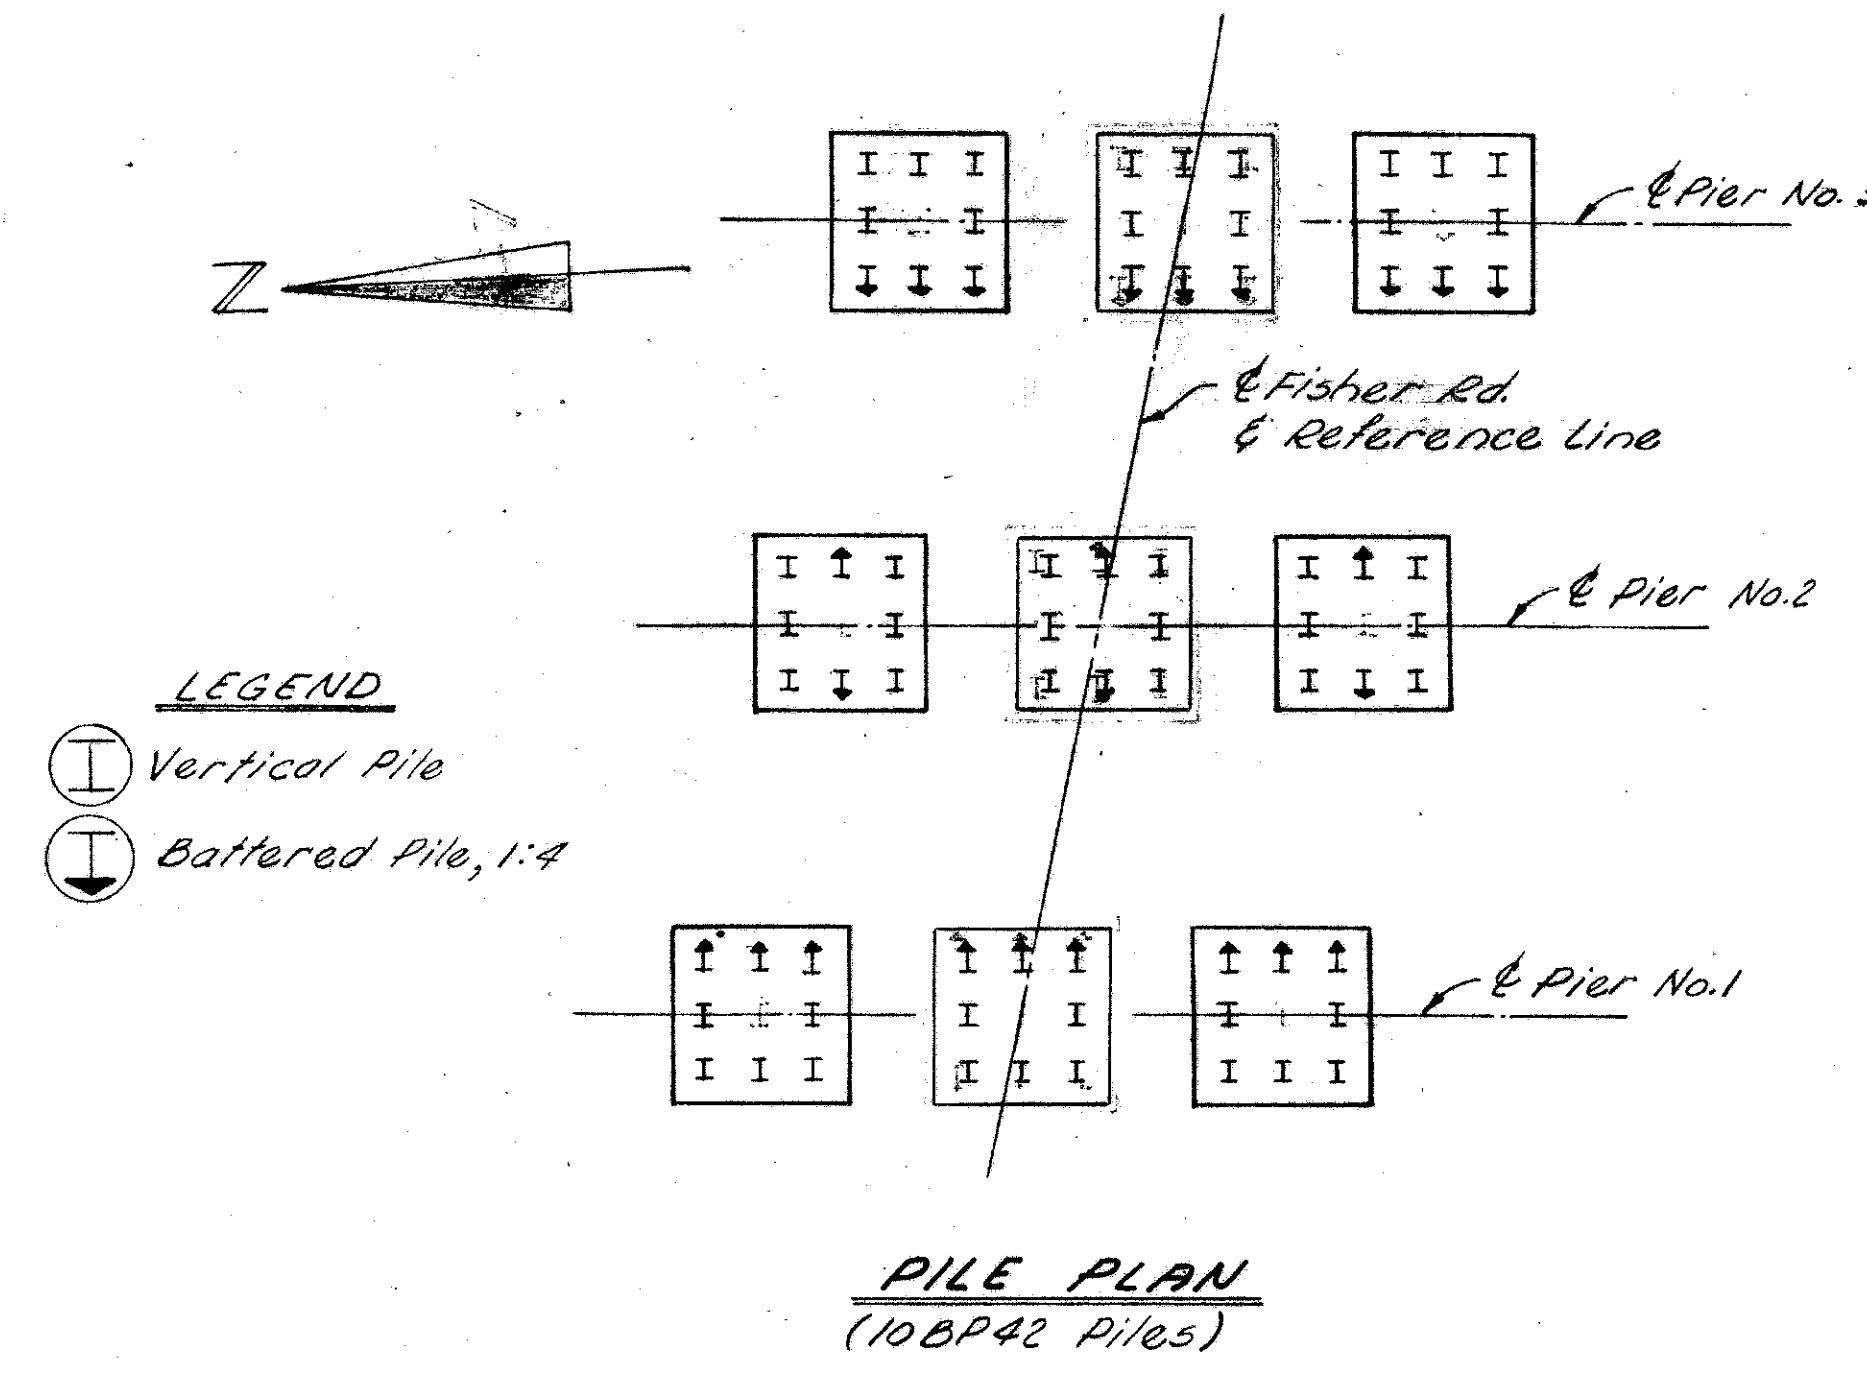 ℄ Pier No.
Z
℄ Fisher Rd.
& Reference Line
℄ Pier No.2
LEGEND
Vertical Pile
Battered Pile, 1:4
℄ Pier No.1
PILE PLAN
(10BP42 Piles)